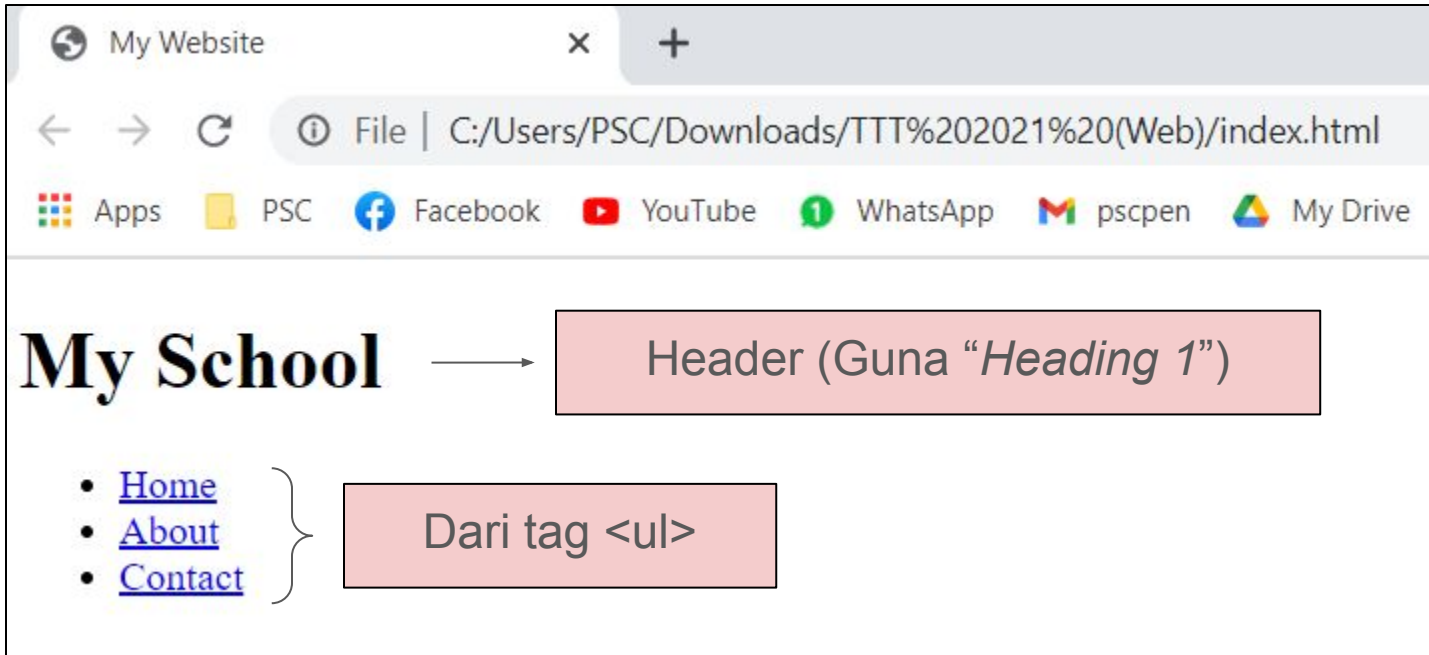 My Website
File | C:/Users/PSC/Downloads/TTT%202021%20(Web)/index.html
Apps PSC Facebook YouTube 1 WhatsApp pscpen My Drive
My School
Header (Guna “Heading 1”)
• Home
• About
• Contact
Dari tag <ul>